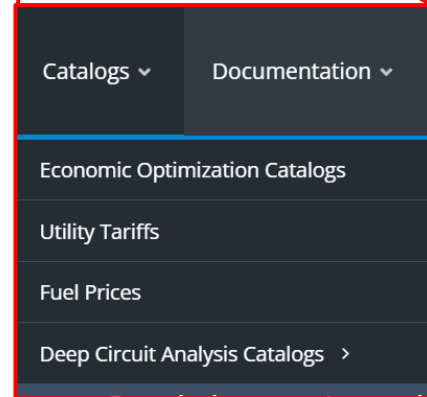 Catalogs Documentation
Economic Optimization Catalogs
Utility Tariffs
Fuel Prices
Deep Circuit Analysis Catalogs >